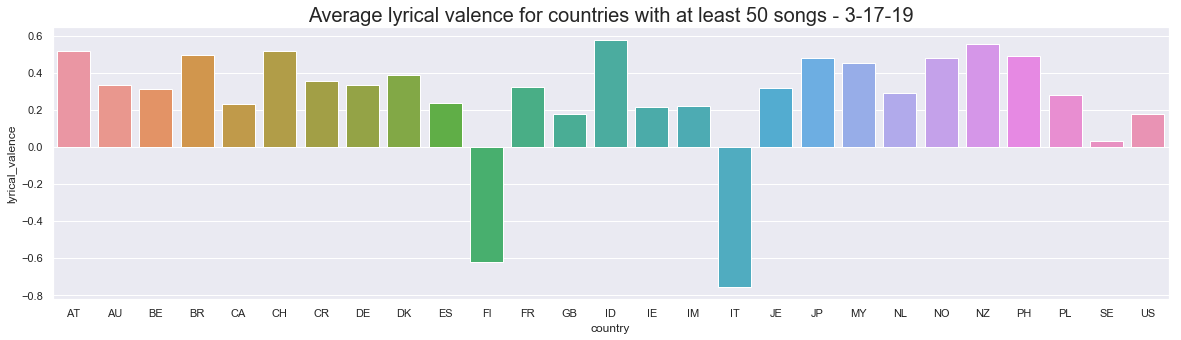 Average lyrical valence for countries with at least 50 songs - 3-17-19
0.6
0.4
0.2
0.0
−0.2
−0.4
−0.6
−0.8
lyrical_valence
AT AU BE BR CA CH CR DE DK ES FI FR GB ID IE IM IT JE JP MY NL NO NZ PH PL SE US
country